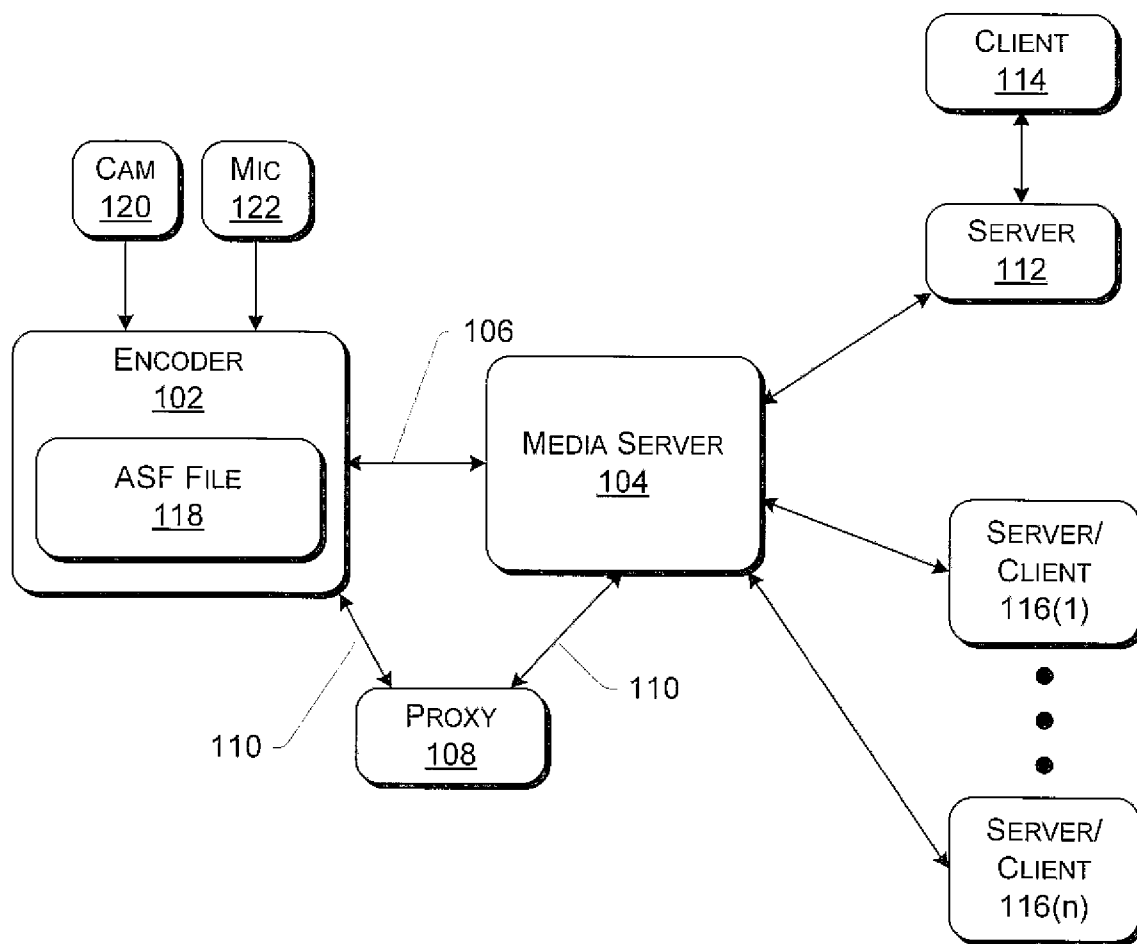 CLIENT
114
CAM
120
MIC
122
SERVER
112
106
ENCODER
102
ASF FILE
118
MEDIA SERVER
104
SERVER/
CLIENT
116(1)
110
110
PROXY
108
SERVER/
CLIENT
116(n)